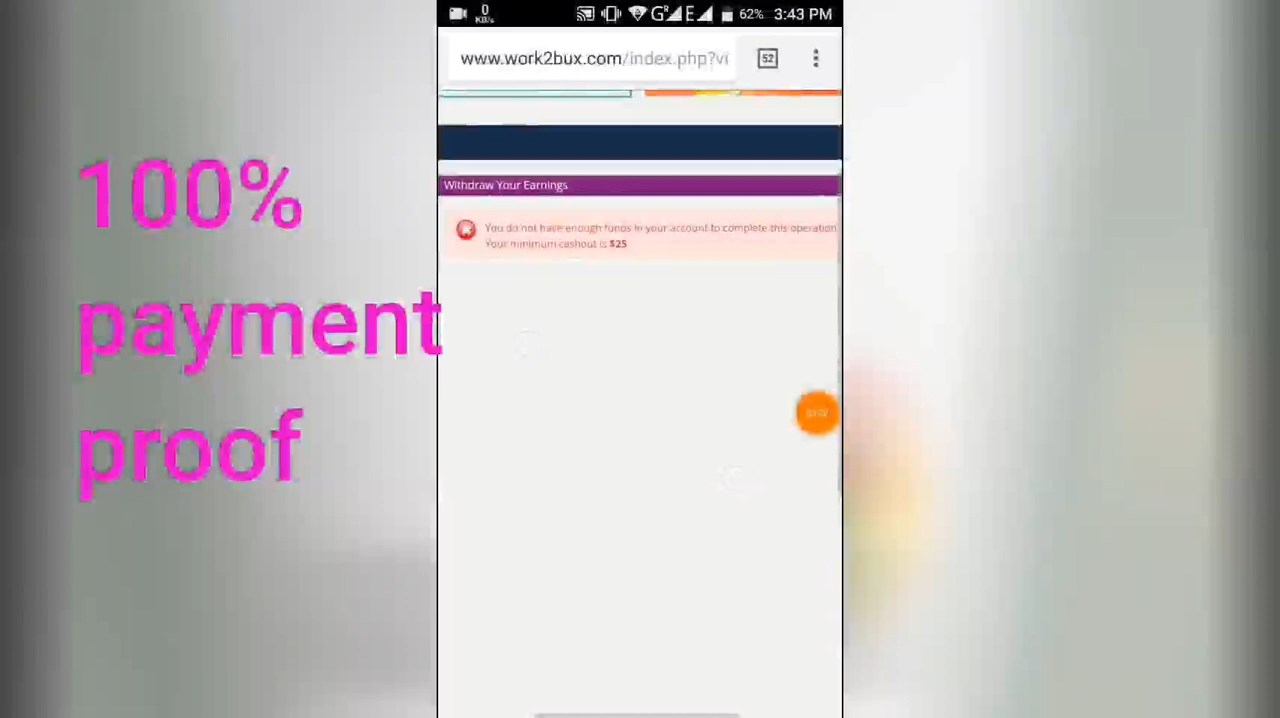 0
KB/s
G R E 62% 3:43 PM
www.work2bux.com/index.php?vi
52
Withdraw Your Earnings
You do not have enough funds in your account to complete this operation
Your minimum cashout is $25
100%
payment
proof